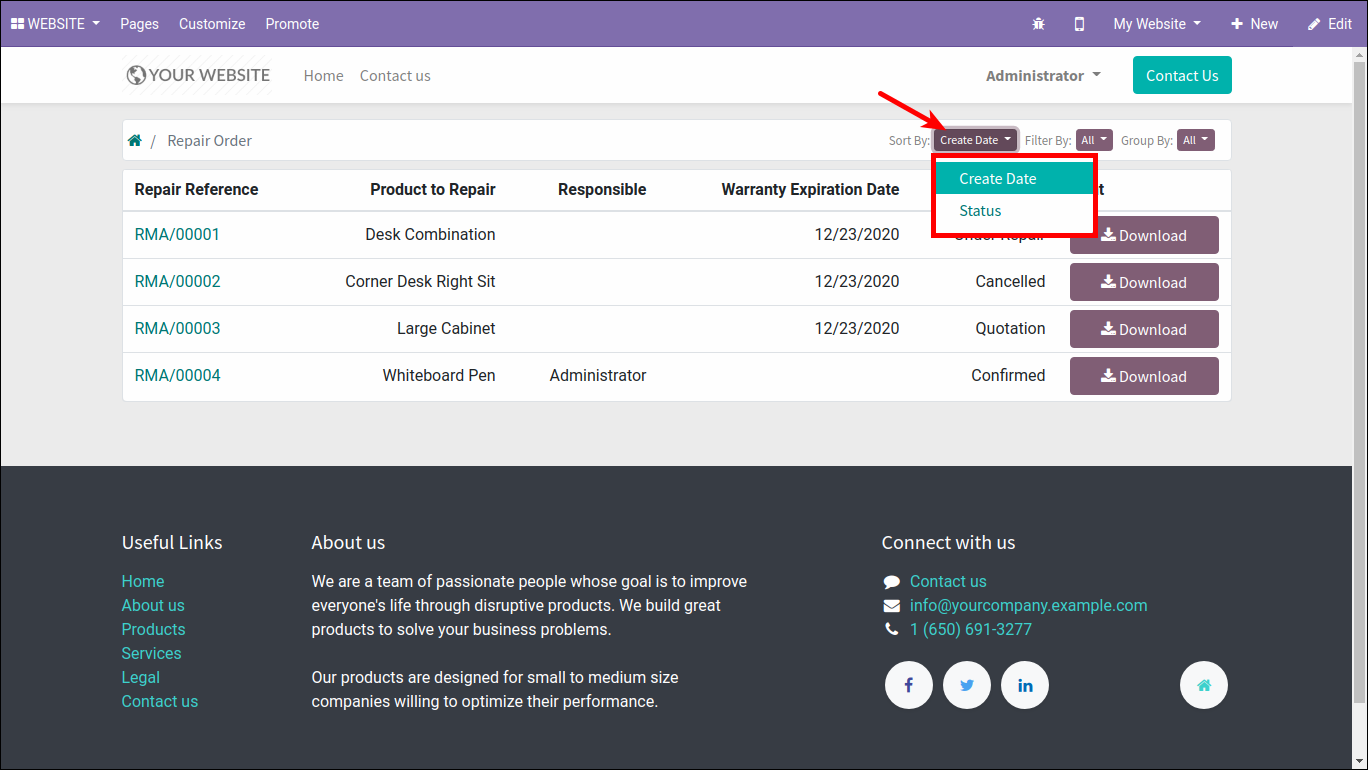 WEBSITE Pages Customize Promote My Website New Edit
YOUR WEBSITE Home Contact us Administrator Contact Us
/ Repair Order Sort By: Create Date Filter By: All Group By: All
Create Date
Status
Repair Reference Product to Repair Responsible Warranty Expiration Date t
RMA/00001 Desk Combination 12/23/2020 Under Repair Download
RMA/00002 Corner Desk Right Sit 12/23/2020 Cancelled Download
RMA/00003 Large Cabinet 12/23/2020 Quotation Download
RMA/00004 Whiteboard Pen Administrator Confirmed Download
Useful Links
Home
About us
Products
Services
Legal
Contact us
About us
We are a team of passionate people whose goal is to improve
everyone's life through disruptive products. We build great
products to solve your business problems.
Our products are designed for small to medium size
companies willing to optimize their performance.
Connect with us
Contact us
info@yourcompany.example.com
1 (650) 691-3277